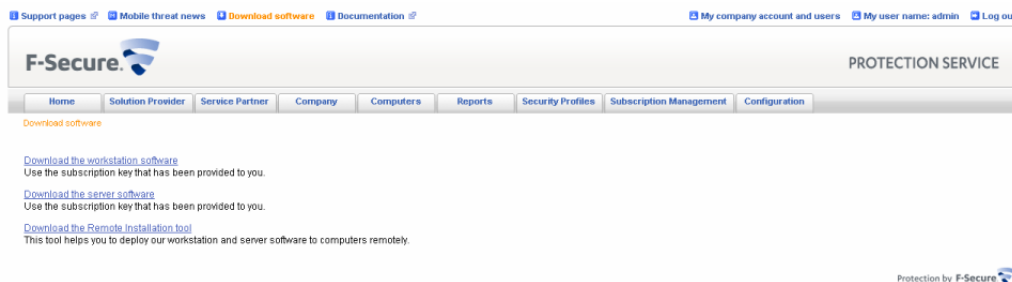 Support pages Mobile threat news Download software Documentation My company account and users My user name: admin Log ou
F-Secure. PROTECTION SERVICE
Home Solution Provider Service Partner Company Computers Reports Security Profiles Subscription Management Configuration
Download software
Download the workstation software
Use the subscription key that has been provided to you.
Download the server software
Use the subscription key that has been provided to you.
Download the Remote Installation tool
This tool helps you to deploy our workstation and server software to computers remotely.
Protection by F-Secure